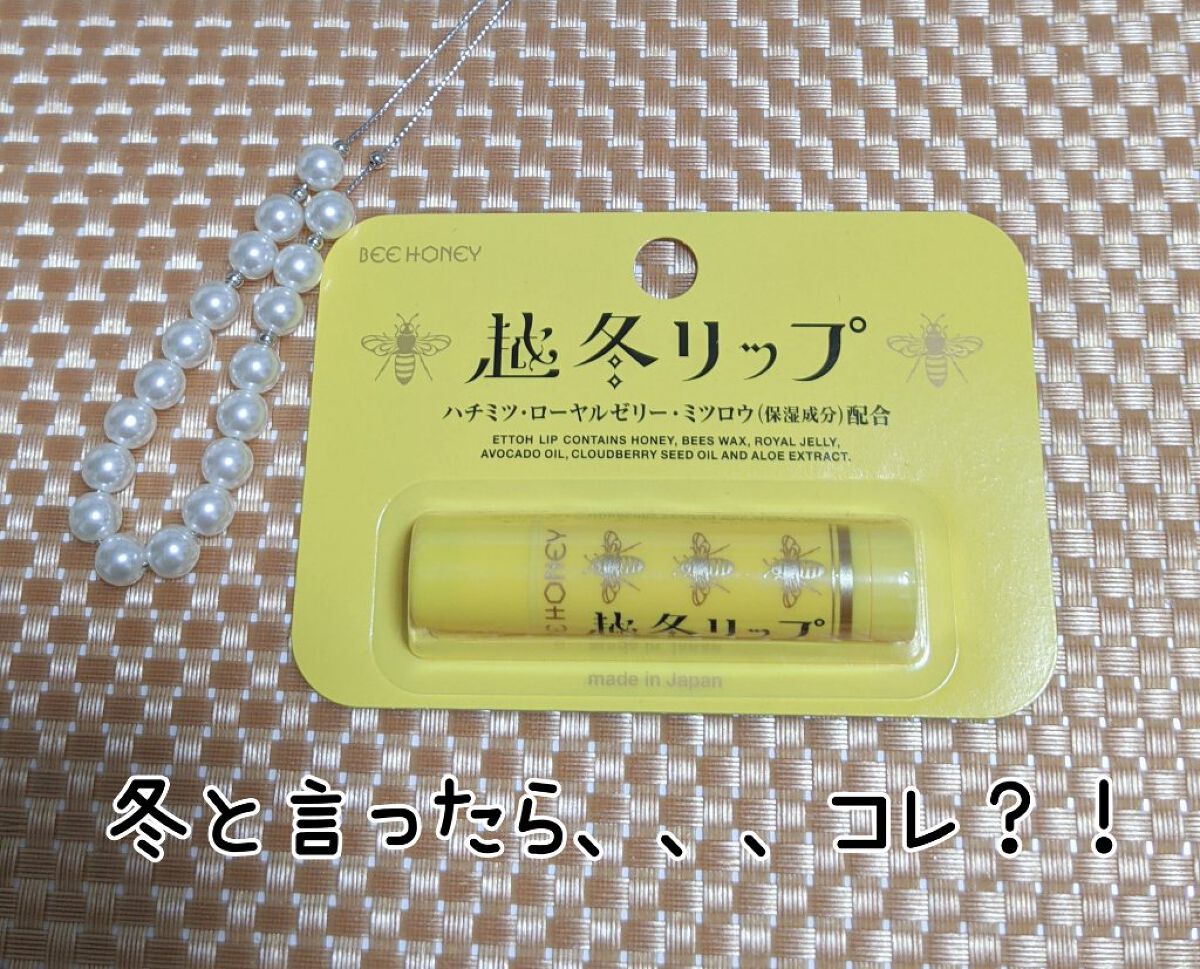 BEE HONEY
越冬リップ
ハチミツ・ローヤルゼリー・ミツロウ(保湿成分)配合
ETTOH LIP CONTAINS HONEY, BEES WAX, ROYAL JELLY,
AVOCADO OIL, CLOUDBERRY SEED OIL AND ALOE EXTRACT.
BEE HONEY
越冬リップ
made in Japan
冬と言ったら、、、コレ?!